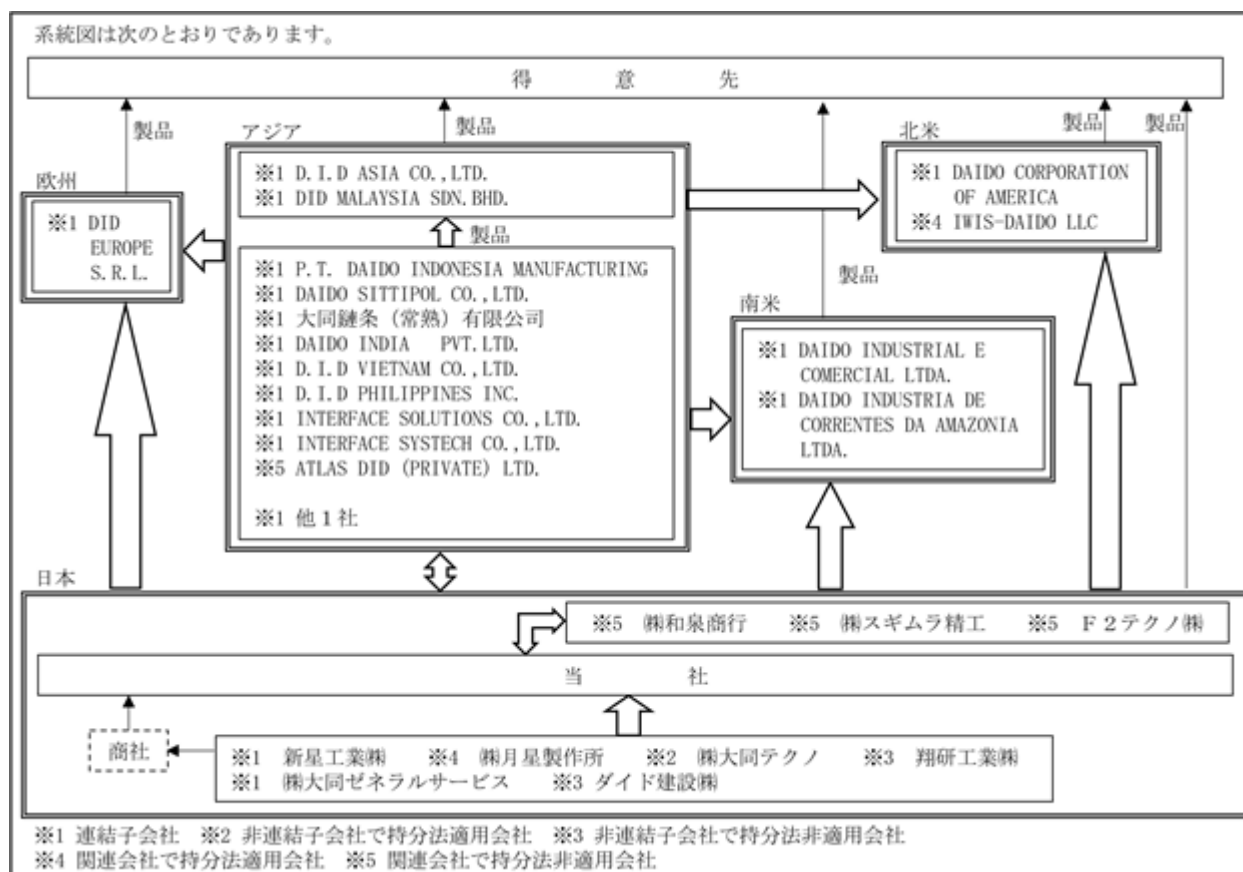 系統図は次のとおりであります。
得意先
製品
アジア
製品
北米
製品
製品
欧州
※1 DID
EUROPE
S.R.L.
※1 D.I.D ASIA CO.,LTD.
※1 DID MALAYSIA SDN.BHD.
製品
※1 P.T. DAIDO INDONESIA MANUFACTURING
※1 DAIDO SITTIPOL CO.,LTD.
※1 大同鏈条（常熟）有限公司
※1 DAIDO INDIA PVT.LTD.
※1 D.I.D VIETNAM CO.,LTD.
※1 D.I.D PHILIPPINES INC.
※1 INTERFACE SOLUTIONS CO.,LTD.
※1 INTERFACE SYSTECH CO.,LTD.
※5 ATLAS DID (PRIVATE) LTD.
※1 他１社
※1 DAIDO CORPORATION
OF AMERICA
※4 IWIS-DAIDO LLC
製品
南米
※1 DAIDO INDUSTRIAL E
COMERCIAL LTDA.
※1 DAIDO INDUSTRIA DE
CORRENTES DA AMAZONIA
LTDA.
日本
※5 ㈱和泉商行 ※5 ㈱スギムラ精工 ※5 Ｆ２テクノ㈱
当社
商社
※1 新星工業㈱ ※4 ㈱月星製作所 ※2 ㈱大同テクノ ※3 翔研工業㈱
※1 ㈱大同ゼネラルサービス ※3 ダイド建設㈱
※1 連結子会社 ※2 非連結子会社で持分法適用会社 ※3 非連結子会社で持分法非適用会社
※4 関連会社で持分法適用会社 ※5 関連会社で持分法非適用会社